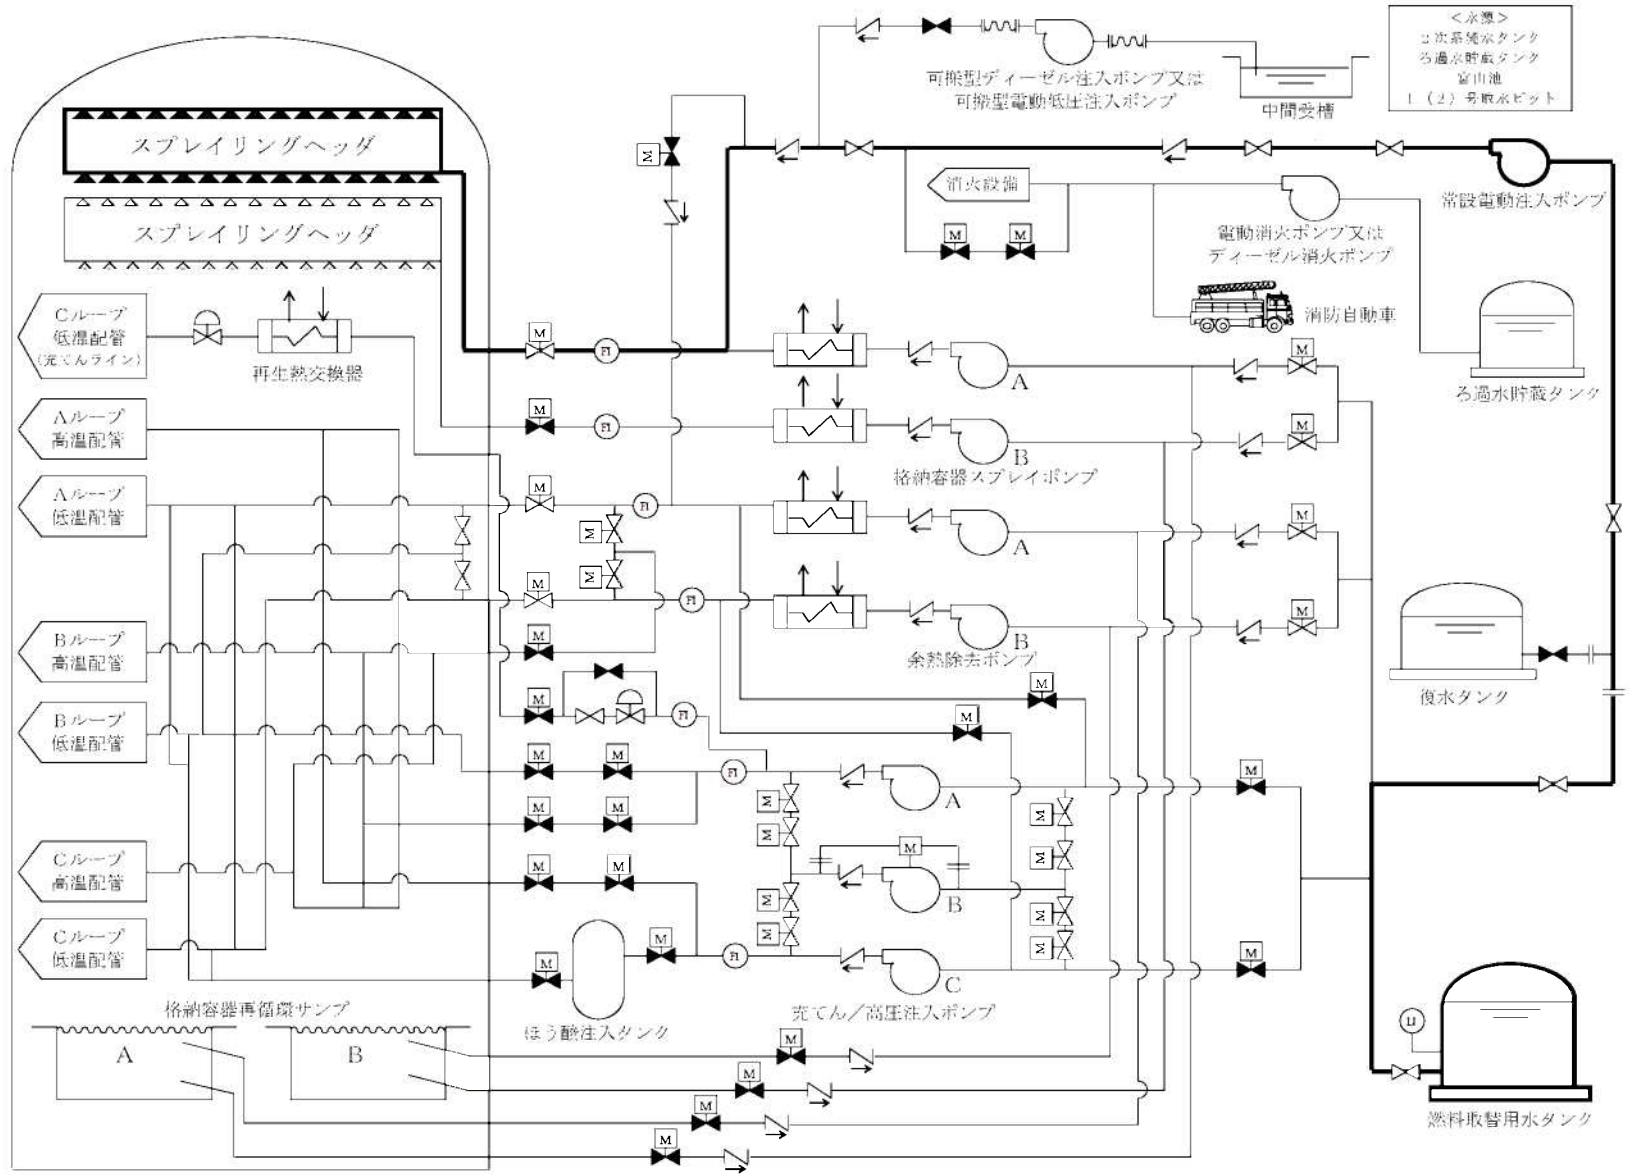 ＜水源＞
２次系純水タンク
ろ過水貯蔵タンク
宮山池
１（２）号取水ピット
可搬型ディーゼル注入ポンプ又は
可搬型電動低圧注入ポンプ
中間受槽
スプレイリングヘッダ
スプレイリングヘッダ
M
消火設備
常設電動注入ポンプ
M
M
電動消火ポンプ又は
ディーゼル消火ポンプ
消防自動車
ろ過水貯蔵タンク
Cループ
低温配管
(充てんライン)
再生熱交換器
M
FI
A
M
Aループ
高温配管
M
FI
B
M
格納容器スプレイポンプ
Aループ
低温配管
M
FI
M
A
M
M
M
FI
B
M
余熱除去ポンプ
Bループ
高温配管
M
復水タンク
M
M
FI
M
Bループ
低温配管
M
M
FI
A
M
M
M
M
M
M
M
M
B
Cループ
高温配管
M
M
M
M
M
M
Cループ
低温配管
M
M
FI
C
M
ほう酸注入タンク
充てん／高圧注入ポンプ
格納容器再循環サンプ
A
B
M
M
M
M
LI
燃料取替用水タンク